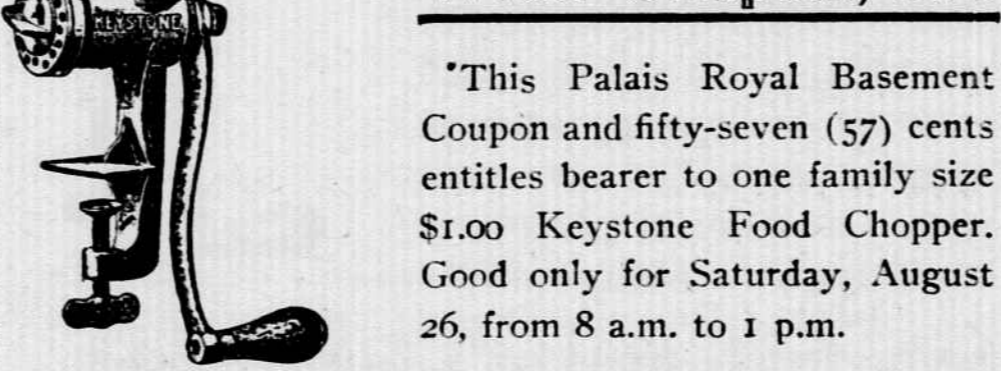 KEYSTONE
"This Palais Royal Basement
Coupon and fifty-seven (57) cents
entitles bearer to one family size
$1.00 Keystone Food Chopper.
Good only for Saturday, August
26, from 8 a.m. to 1 p.m.